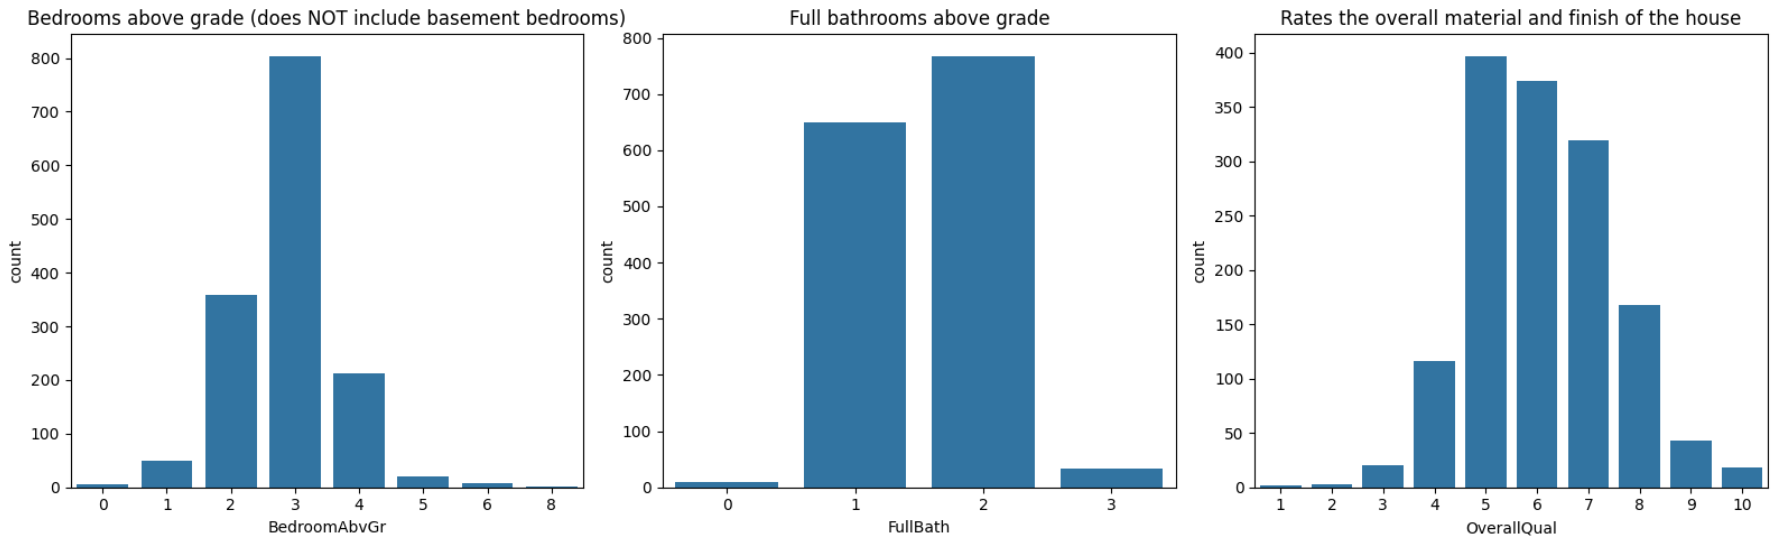 Bedrooms above grade (does NOT include basement bedrooms)
800
700
600
500
400
300
200
100
0
count
0 1 2 3 4 5 6 8
BedroomAbvGr
Full bathrooms above grade
800
700
600
500
400
300
200
100
0
count
0 1 2 3
FullBath
Rates the overall material and finish of the house
400
350
300
250
200
150
100
50
0
count
1 2 3 4 5 6 7 8 9 10
OverallQual